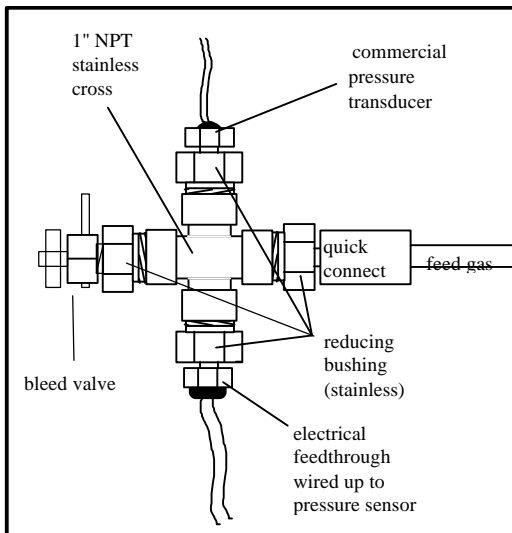 1" NPT
stainless
cross
commercial
pressure
transducer
quick
connect
feed gas
bleed valve
reducing
bushing
(stainless)
electrical
feedthrough
wired up to
pressure sensor